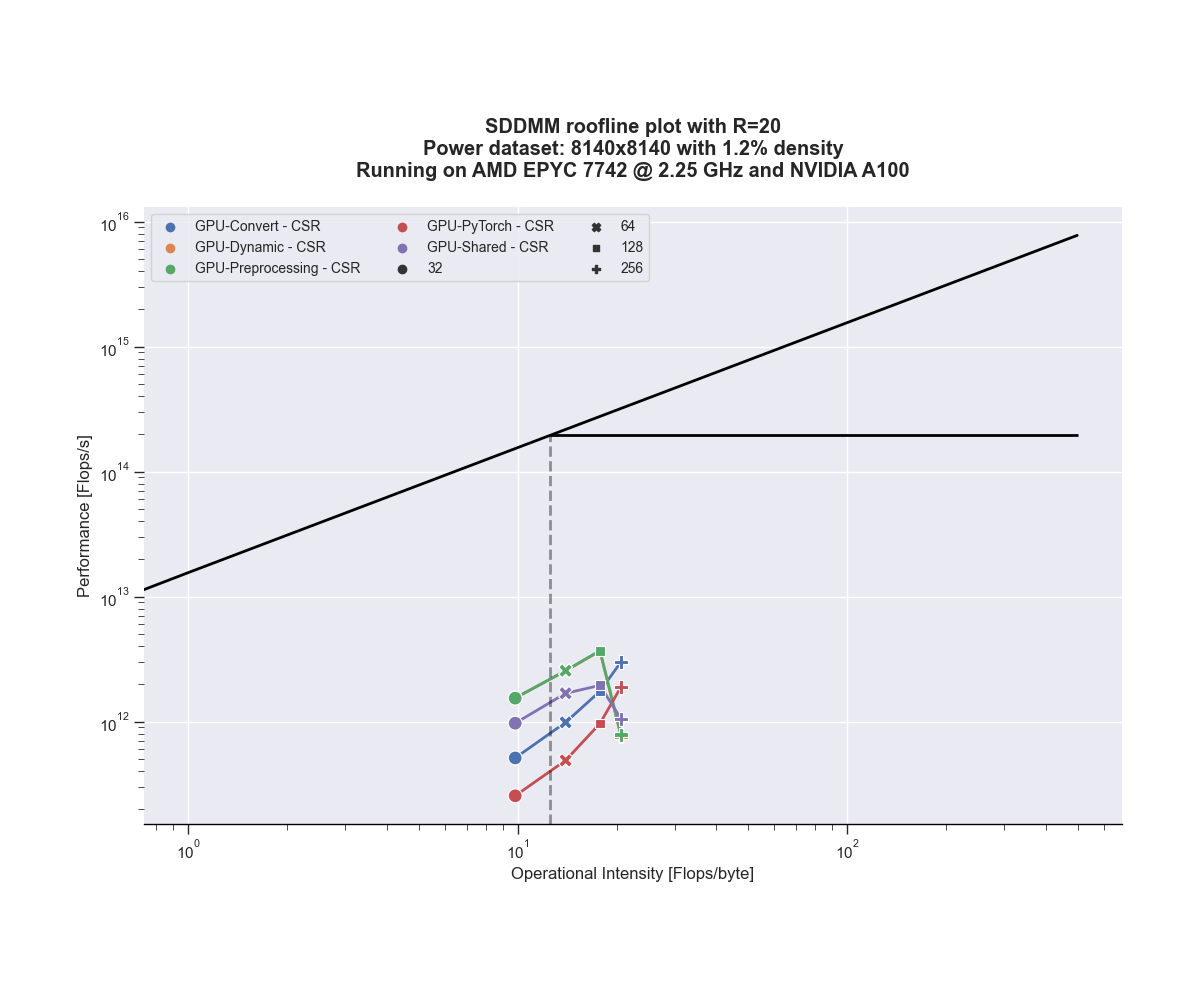 SDDMM roofline plot with R=20
Power dataset: 8140x8140 with 1.2% density
Running on AMD EPYC 7742 @ 2.25 GHz and NVIDIA A100
GPU-Convert - CSR
GPU-Dynamic - CSR
GPU-Preprocessing - CSR
GPU-PyTorch - CSR
GPU-Shared - CSR
32
64
128
256
Performance [Flops/s]
10^16
10^15
10^14
10^13
10^12
10^0
10^1
10^2
Operational Intensity [Flops/byte]